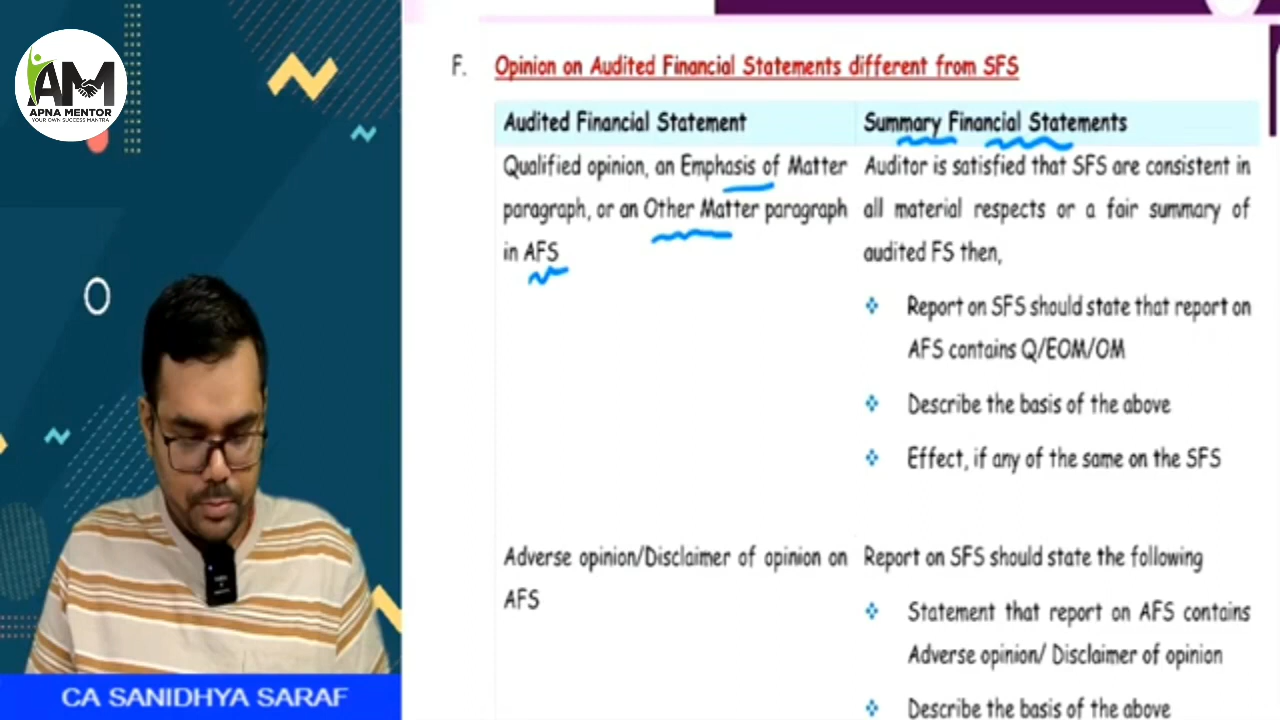 AM
APNA MENTOR
YOUR OWN SUCCESS MANTRA
F. Opinion on Audited Financial Statements different from SFS
Audited Financial Statement
Qualified opinion, an Emphasis of Matter
paragraph, or an Other Matter paragraph
in AFS
Summary Financial Statements
Auditor is satisfied that SFS are consistent in
all material respects or a fair summary of
audited FS then,
❖ Report on SFS should state that report on
AFS contains Q/EOM/OM
❖ Describe the basis of the above
❖ Effect, if any of the same on the SFS
Adverse opinion/Disclaimer of opinion on
AFS
Report on SFS should state the following
❖ Statement that report on AFS contains
Adverse opinion/ Disclaimer of opinion
❖ Describe the basis of the above
CA SANIDHYA SARAF